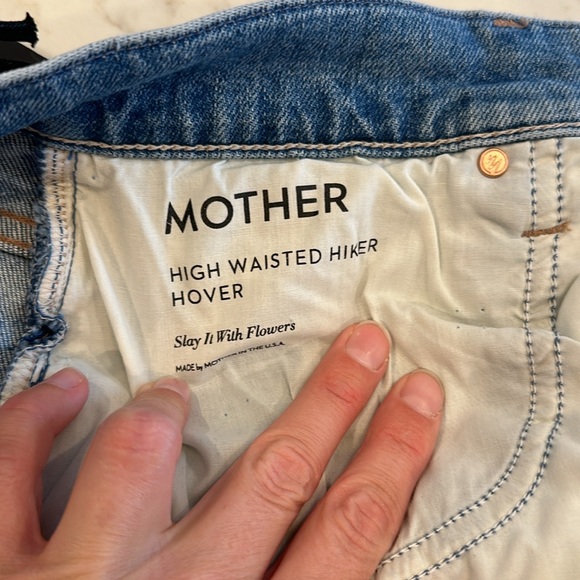 MOTHER
HIGH WAISTED HIKER
HOVER
Slay It With Flowers
MADE by MOTHER IN THE U.S.A.